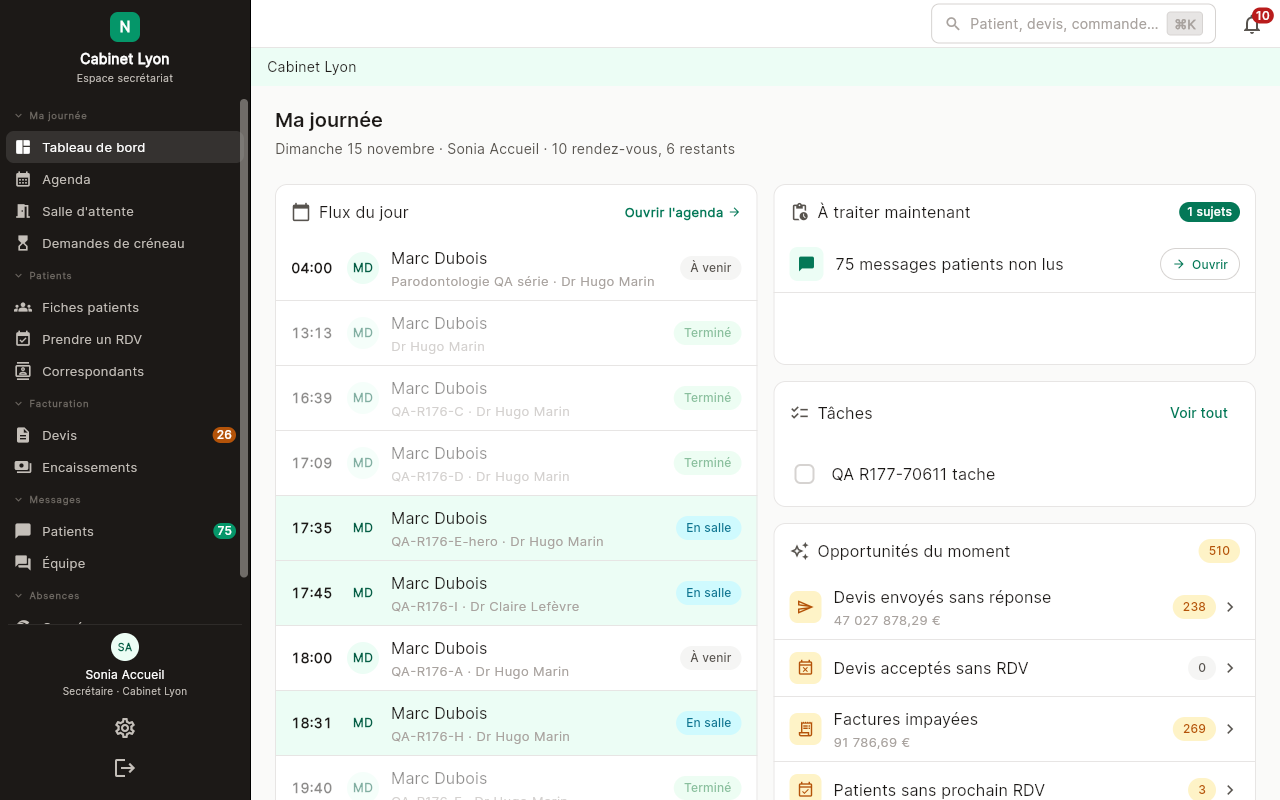 N
Cabinet Lyon
Espace secrétariat
Ma journée
Tableau de bord
Agenda
Salle d'attente
Demandes de créneau
Patients
Fiches patients
Prendre un RDV
Correspondants
Facturation
Devis 26
Encaissements
Messages
Patients 75
Équipe
Absences
SA
Sonia Accueil
Secrétaire · Cabinet Lyon
Patient, devis, commande... ⌘K
10
Cabinet Lyon
Ma journée
Dimanche 15 novembre · Sonia Accueil · 10 rendez-vous, 6 restants
Flux du jour Ouvrir l'agenda →
04:00 MD Marc Dubois À venir
Parodontologie QA série · Dr Hugo Marin
13:13 MD Marc Dubois Terminé
Dr Hugo Marin
16:39 MD Marc Dubois Terminé
QA-R176-C · Dr Hugo Marin
17:09 MD Marc Dubois Terminé
QA-R176-D · Dr Hugo Marin
17:35 MD Marc Dubois En salle
QA-R176-E-hero · Dr Hugo Marin
17:45 MD Marc Dubois En salle
QA-R176-I · Dr Claire Lefèvre
18:00 MD Marc Dubois À venir
QA-R176-A · Dr Hugo Marin
18:31 MD Marc Dubois En salle
QA-R176-H · Dr Hugo Marin
19:40 MD Marc Dubois Terminé
À traiter maintenant 1 sujets
75 messages patients non lus → Ouvrir
Tâches Voir tout
QA R177-70611 tache
Opportunités du moment 510
Devis envoyés sans réponse 238
47 027 878,29 €
Devis acceptés sans RDV 0
Factures impayées 269
91 786,69 €
Patients sans prochain RDV 3